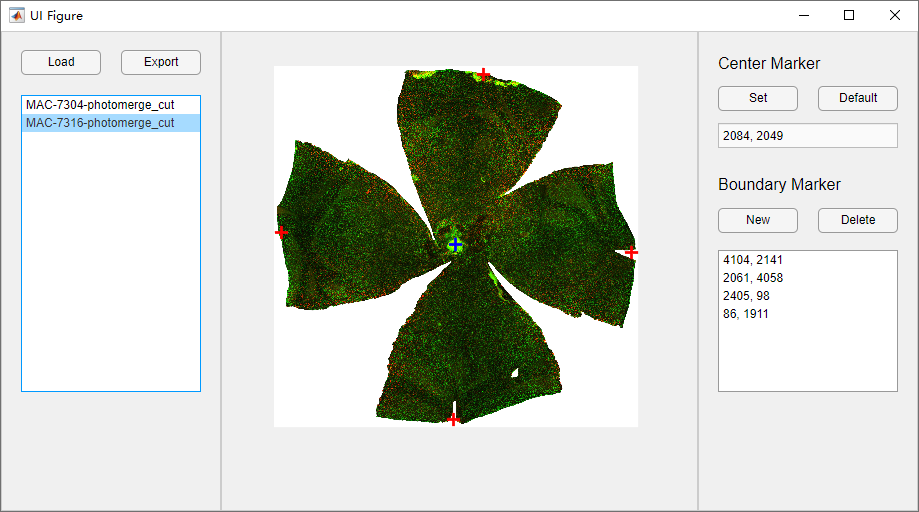 UI Figure
Load
Export
MAC-7304-photomerge_cut
MAC-7316-photomerge_cut
Center Marker
Set
Default
2084, 2049
Boundary Marker
New
Delete
4104, 2141
2061, 4058
2405, 98
86, 1911